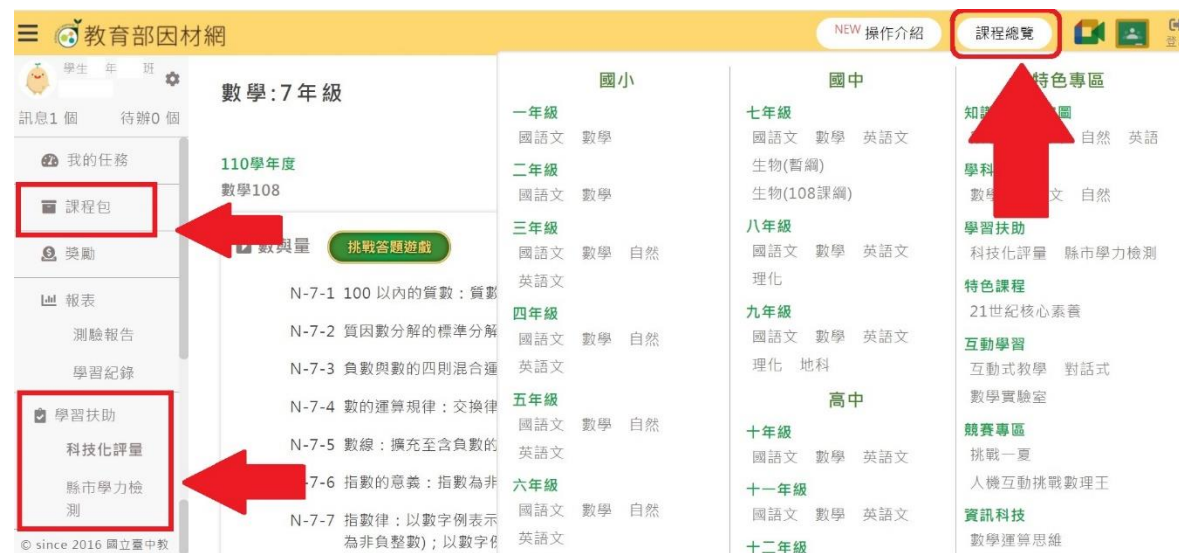 教育部因材網
NEW 操作介紹
課程總覽
學生 年 班
訊息1 個 待辦0 個
我的任務
課程包
獎勵
報表
測驗報告
學習紀錄
學習扶助
科技化評量
縣市學力檢
測
© since 2016 國立臺中教
數學:7年級
110學年度
數學108
數與量 挑戰答題遊戲
N-7-1 100 以內的質數：質數
N-7-2 質因數分解的標準分解
N-7-3 負數與數的四則混合運
N-7-4 數的運算規律：交換律
N-7-5 數線：擴充至含負數的
N-7-6 指數的意義：指數為非
N-7-7 指數律：以數字例表示
為非負整數)；以數字
國小
一年級
國語文 數學
二年級
國語文 數學
三年級
國語文 數學 自然
英語文
四年級
國語文 數學 自然
英語文
五年級
國語文 數學 自然
英語文
六年級
國語文 數學 自然
英語文
國中
七年級
國語文 數學 英語文
生物(暫綱)
生物(108課綱)
八年級
國語文 數學 英語文
理化
九年級
國語文 數學 英語文
理化 地科
高中
十年級
國語文 數學 英語文
十一年級
國語文 數學 英語文
十二年級
特色專區
知 圖
自然 英語
學科
數 文 自然
學習扶助
科技化評量 縣市學力檢測
特色課程
21世紀核心素養
互動學習
互動式教學 對話式
數學實驗室
競賽專區
挑戰一夏
人機互動挑戰數理王
資訊科技
數學運算思維